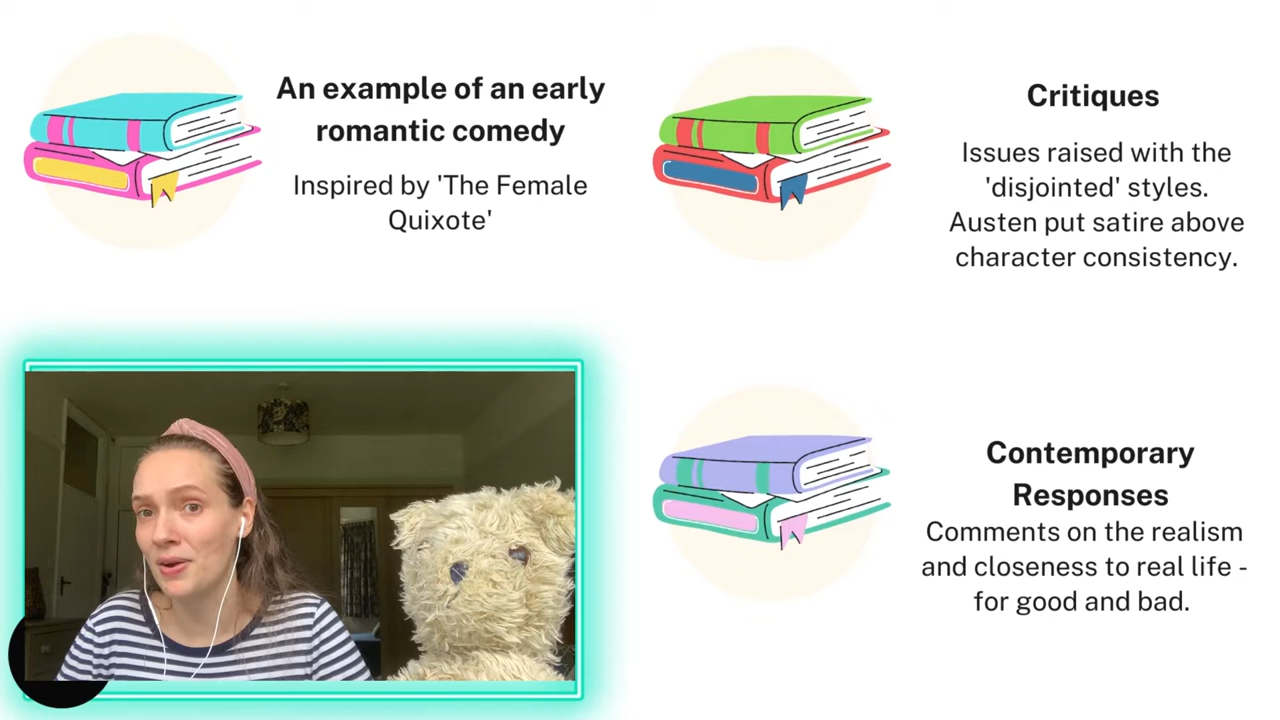 An example of an early
romantic comedy
Inspired by 'The Female
Quixote'
Critiques
Issues raised with the
'disjointed' styles.
Austen put satire above
character consistency.
Contemporary
Responses
Comments on the realism
and closeness to real life -
for good and bad.